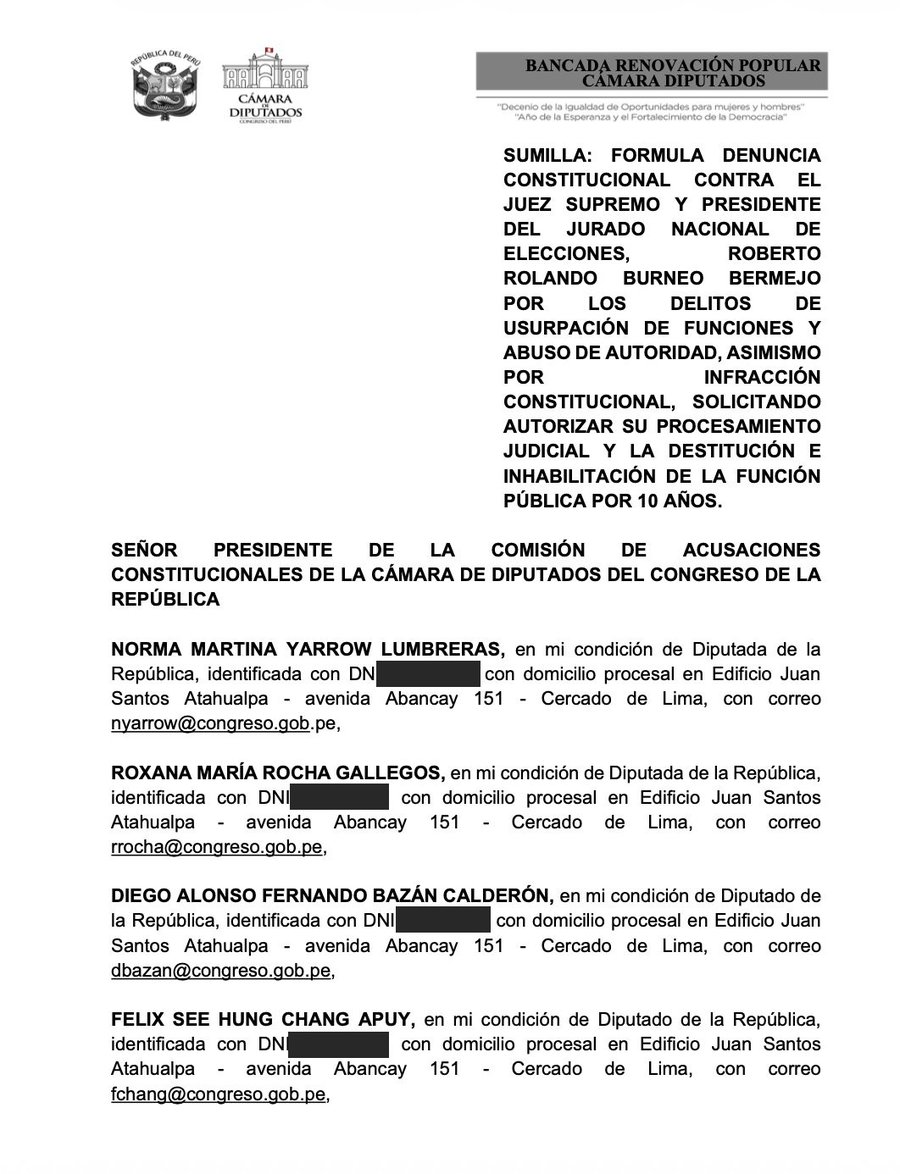 REPÚBLICA DEL PERÚ
CÁMARA
DE
DIPUTADOS
CONGRESO DEL PERÚ
BANCADA RENOVACIÓN POPULAR
CÁMARA DIPUTADOS
"Decenio de la Igualdad de Oportunidades para mujeres y hombres"
"Año de la Esperanza y el Fortalecimiento de la Democracia"
SUMILLA: FORMULA DENUNCIA
CONSTITUCIONAL CONTRA EL
JUEZ SUPREMO Y PRESIDENTE
DEL JURADO NACIONAL DE
ELECCIONES, ROBERTO
ROLANDO BURNEO BERMEJO
POR LOS DELITOS DE
USURPACIÓN DE FUNCIONES Y
ABUSO DE AUTORIDAD, ASIMISMO
POR INFRACCIÓN
CONSTITUCIONAL, SOLICITANDO
AUTORIZAR SU PROCESAMIENTO
JUDICIAL Y LA DESTITUCIÓN E
INHABILITACIÓN DE LA FUNCIÓN
PÚBLICA POR 10 AÑOS.
SEÑOR PRESIDENTE DE LA COMISIÓN DE ACUSACIONES
CONSTITUCIONALES DE LA CÁMARA DE DIPUTADOS DEL CONGRESO DE LA
REPÚBLICA
NORMA MARTINA YARROW LUMBRERAS, en mi condición de Diputada de la
República, identificada con DN con domicilio procesal en Edificio Juan
Santos Atahualpa - avenida Abancay 151 - Cercado de Lima, con correo
nyarrow@congreso.gob.pe,
ROXANA MARÍA ROCHA GALLEGOS, en mi condición de Diputada de la República,
identificada con DNI con domicilio procesal en Edificio Juan Santos
Atahualpa - avenida Abancay 151 - Cercado de Lima, con correo
rrocha@congreso.gob.pe,
DIEGO ALONSO FERNANDO BAZÁN CALDERÓN, en mi condición de Diputado de
la República, identificada con DNI con domicilio procesal en Edificio Juan
Santos Atahualpa - avenida Abancay 151 - Cercado de Lima, con correo
dbazan@congreso.gob.pe,
FELIX SEE HUNG CHANG APUY, en mi condición de Diputado de la República,
identificada con DNI con domicilio procesal en Edificio Juan Santos
Atahualpa - avenida Abancay 151 - Cercado de Lima, con correo
fchang@congreso.gob.pe,